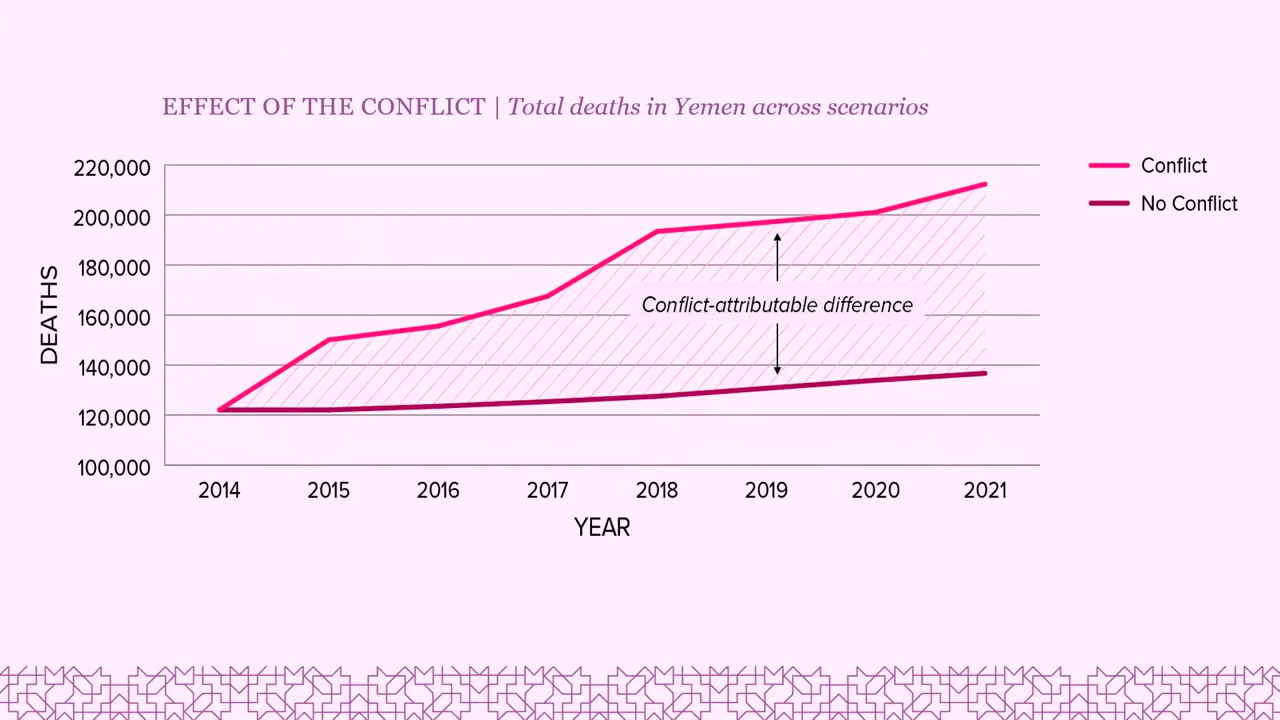 EFFECT OF THE CONFLICT | Total deaths in Yemen across scenarios
220,000
200,000
180,000
160,000
140,000
120,000
100,000
DEATHS
Conflict
No Conflict
Conflict-attributable difference
2014 2015 2016 2017 2018 2019 2020 2021
YEAR